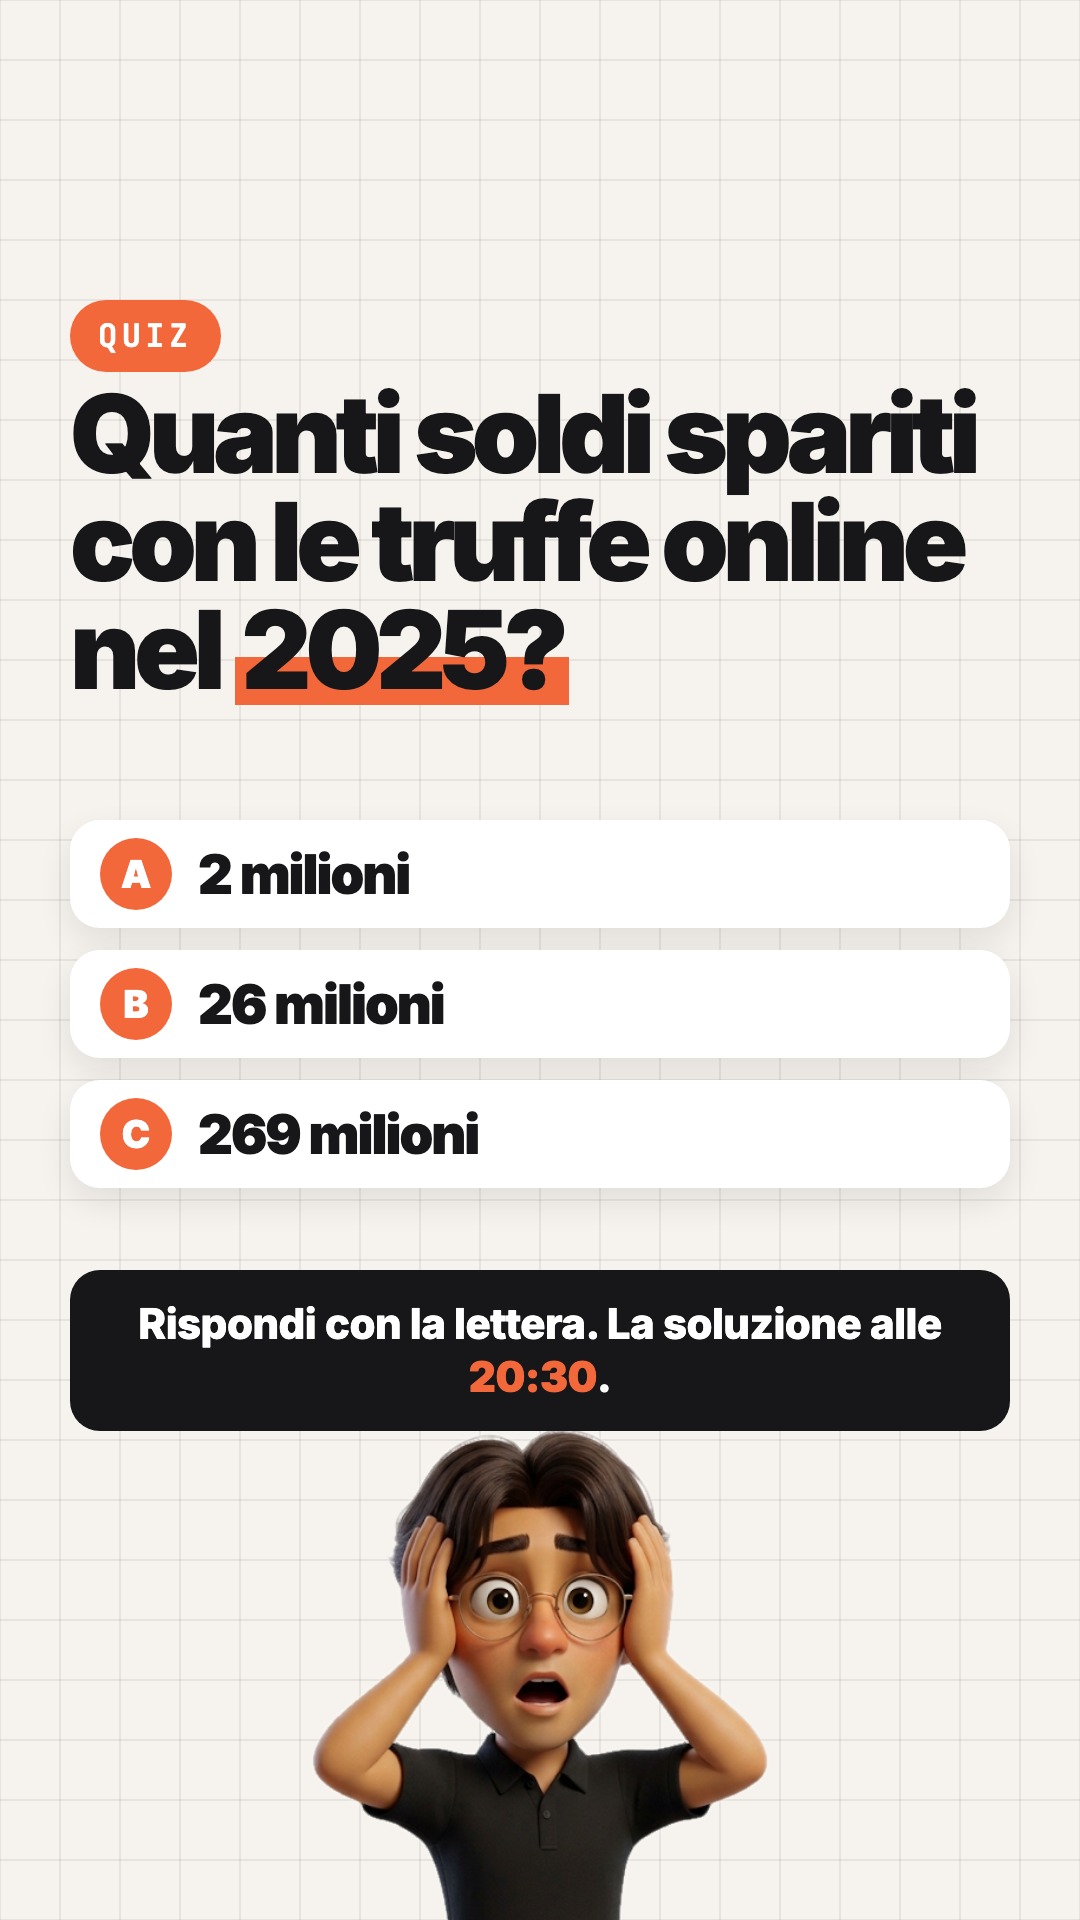 QUIZ
Quanti soldi spariti
con le truffe online
nel 2025?
A 2 milioni
B 26 milioni
C 269 milioni
Rispondi con la lettera. La soluzione alle
20:30.